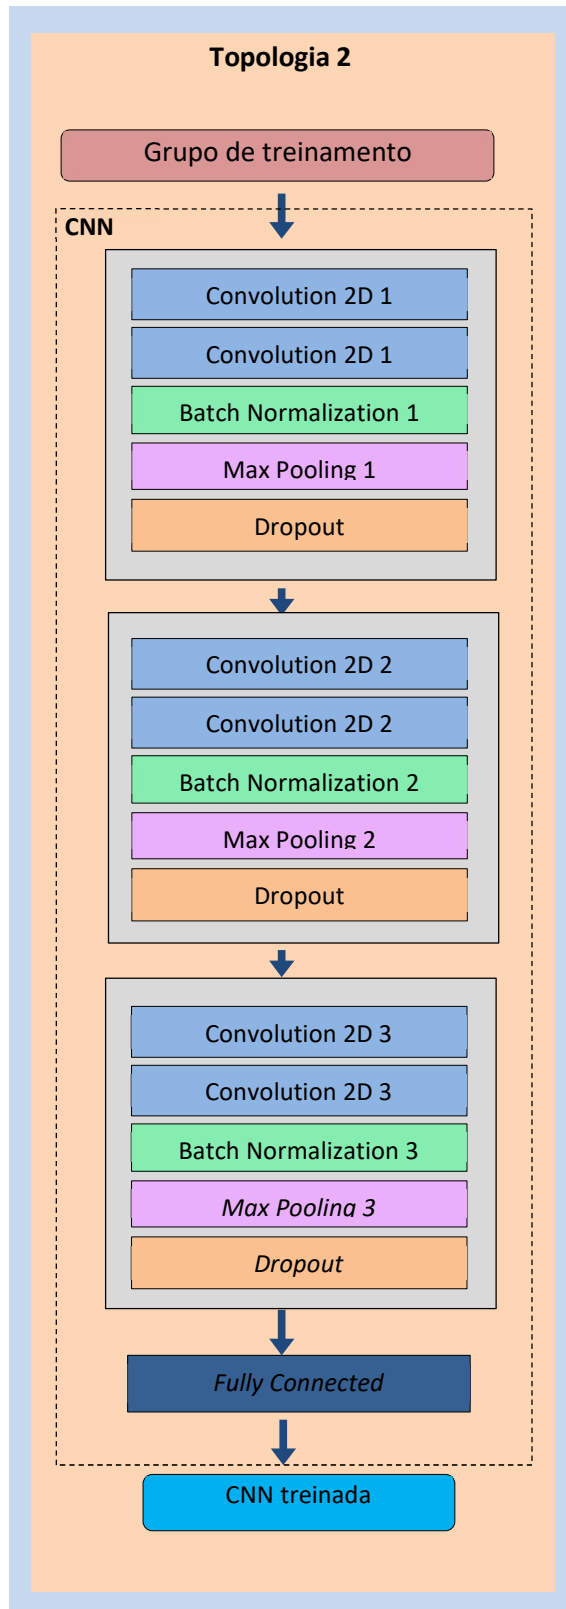 Topologia 2
Grupo de treinamento
CNN
Convolution 2D 1
Convolution 2D 1
Batch Normalization 1
Max Pooling 1
Dropout
Convolution 2D 2
Convolution 2D 2
Batch Normalization 2
Max Pooling 2
Dropout
Convolution 2D 3
Convolution 2D 3
Batch Normalization 3
Max Pooling 3
Dropout
Fully Connected
CNN treinada